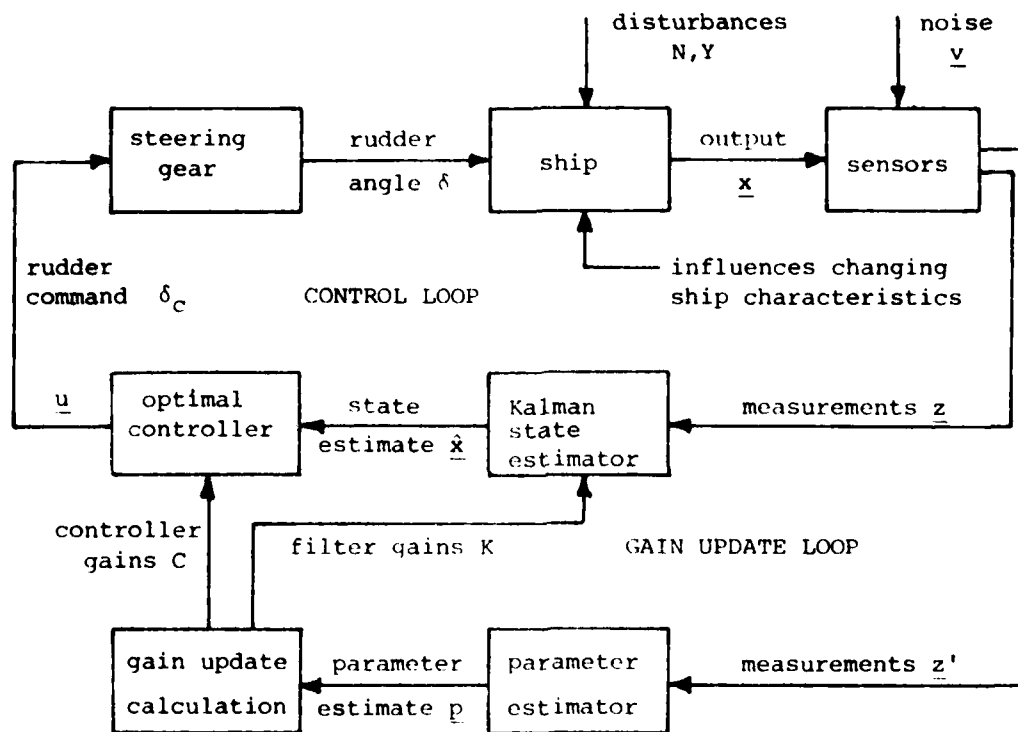 disturbances
N,Y
noise
v
steering
gear
rudder
angle δ
ship
output
x
sensors
rudder
command δc
CONTROL LOOP
influences changing
ship characteristics
u
optimal
controller
state
estimate x̂
Kalman
state
estimator
measurements z
controller
gains C
filter gains K
GAIN UPDATE LOOP
gain update
calculation
parameter
estimate p
parameter
estimator
measurements z'